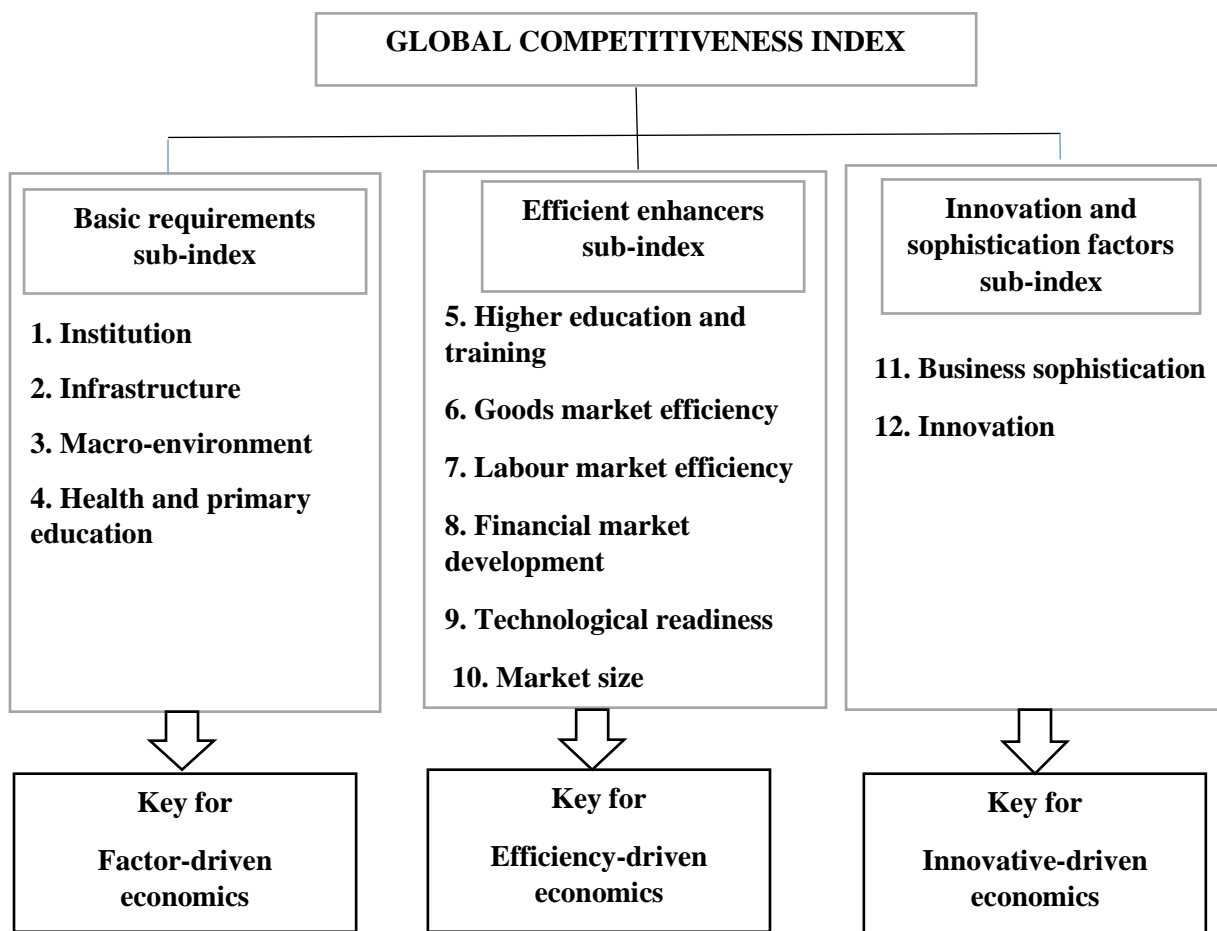 GLOBAL COMPETITIVENESS INDEX
Basic requirements
sub-index
1. Institution
2. Infrastructure
3. Macro-environment
4. Health and primary
education
Efficient enhancers
sub-index
5. Higher education and
training
6. Goods market efficiency
7. Labour market efficiency
8. Financial market
development
9. Technological readiness
10. Market size
Innovation and
sophistication factors
sub-index
11. Business sophistication
12. Innovation
Key for
Factor-driven
economics
Key for
Efficiency-driven
economics
Key for
Innovative-driven
economics